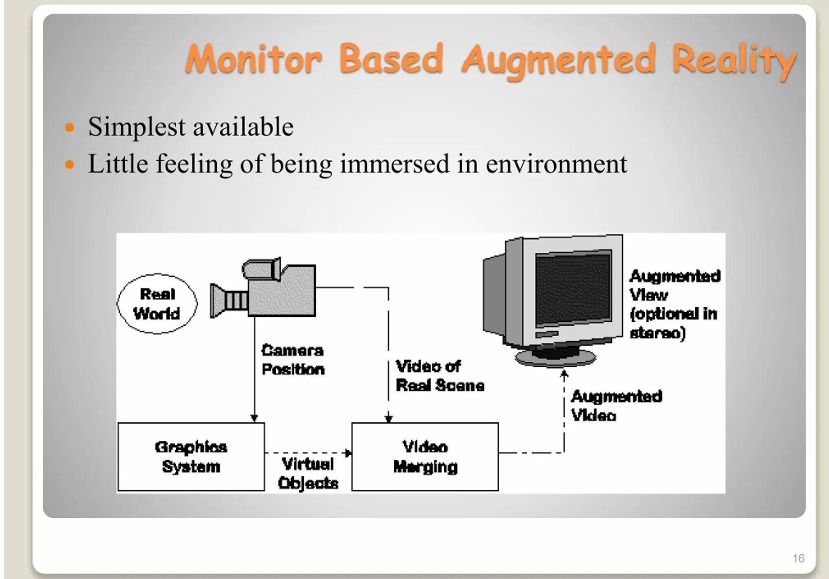 Monitor Based Augmented Reality
Simplest available
Little feeling of being immersed in environment
Real
World
Camera
Position
Video of
Real Scene
Augmented
View
(optional in
stereo)
Augmented
Video
Graphics
System
Virtual
Objects
Video
Merging
16